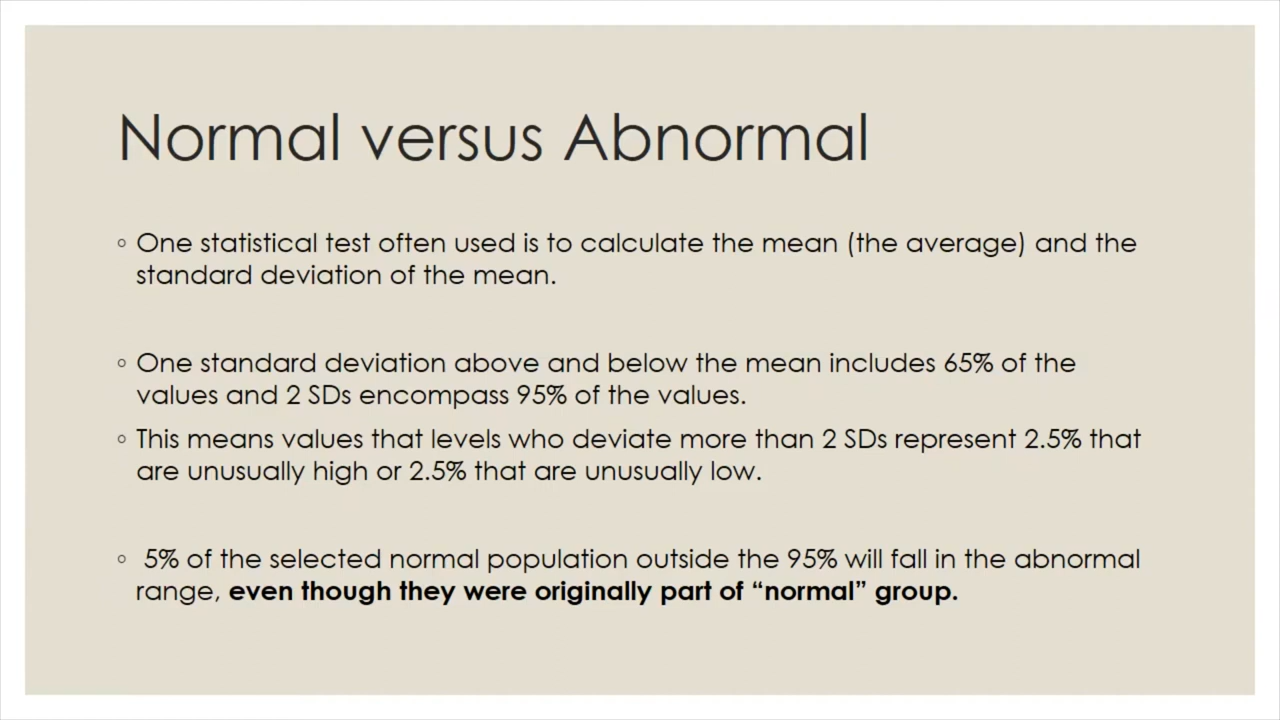 Normal versus Abnormal
◦ One statistical test often used is to calculate the mean (the average) and the
standard deviation of the mean.
◦ One standard deviation above and below the mean includes 65% of the
values and 2 SDs encompass 95% of the values.
◦ This means values that levels who deviate more than 2 SDs represent 2.5% that
are unusually high or 2.5% that are unusually low.
◦ 5% of the selected normal population outside the 95% will fall in the abnormal
range, even though they were originally part of “normal” group.